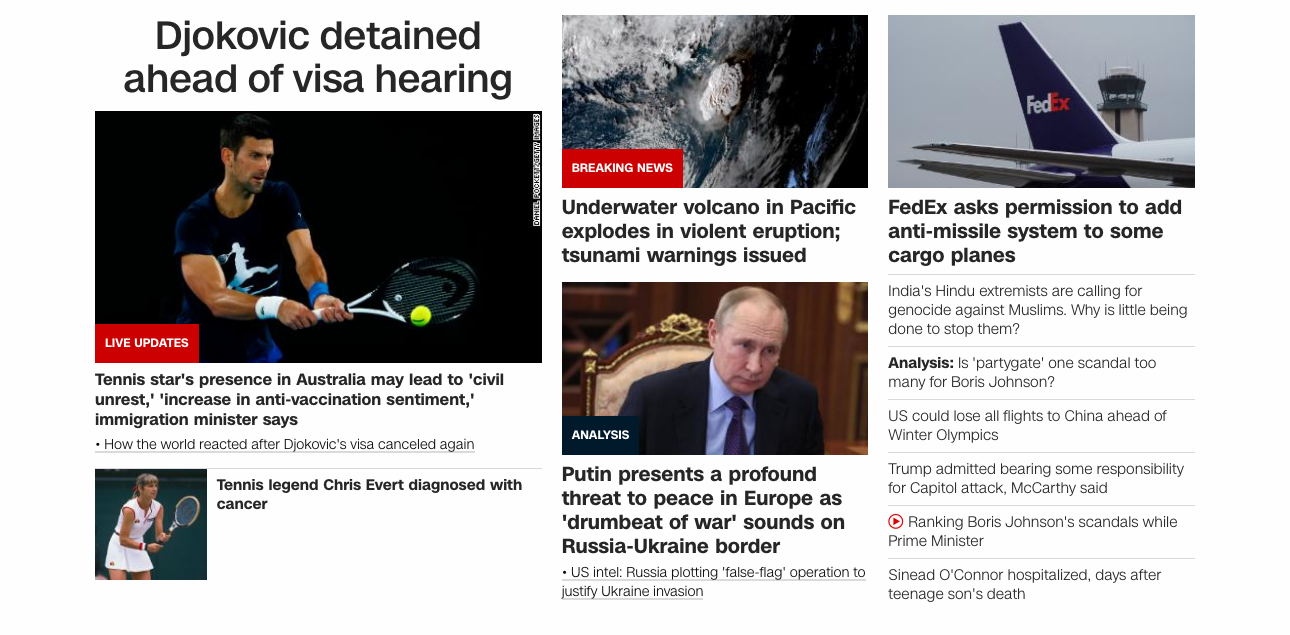 Djokovic detained
ahead of visa hearing
DANIEL POCKETT/GETTY IMAGES
LIVE UPDATES
Tennis star's presence in Australia may lead to 'civil
unrest,' 'increase in anti-vaccination sentiment,'
immigration minister says
• How the world reacted after Djokovic's visa canceled again
Tennis legend Chris Evert diagnosed with
cancer
BREAKING NEWS
Underwater volcano in Pacific
explodes in violent eruption;
tsunami warnings issued
ANALYSIS
Putin presents a profound
threat to peace in Europe as
'drumbeat of war' sounds on
Russia-Ukraine border
• US intel: Russia plotting 'false-flag' operation to
justify Ukraine invasion
FedEx
FedEx asks permission to add
anti-missile system to some
cargo planes
India's Hindu extremists are calling for
genocide against Muslims. Why is little being
done to stop them?
Analysis: Is 'partygate' one scandal too
many for Boris Johnson?
US could lose all flights to China ahead of
Winter Olympics
Trump admitted bearing some responsibility
for Capitol attack, McCarthy said
Ranking Boris Johnson's scandals while
Prime Minister
Sinead O'Connor hospitalized, days after
teenage son's death